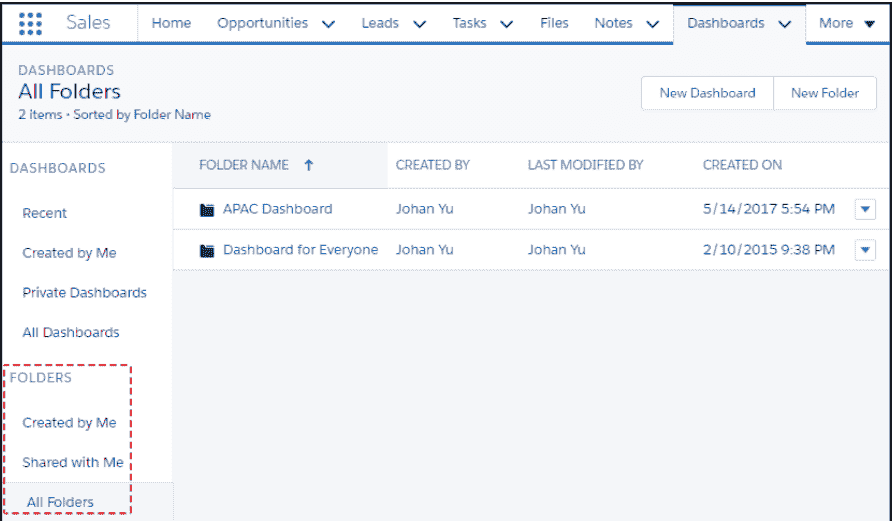 Sales Home Opportunities Leads Tasks Files Notes Dashboards More
DASHBOARDS
All Folders
2 items • Sorted by Folder Name
New Dashboard New Folder
DASHBOARDS
Recent
Created by Me
Private Dashboards
All Dashboards
FOLDERS
Created by Me
Shared with Me
All Folders
FOLDER NAME CREATED BY LAST MODIFIED BY CREATED ON
APAC Dashboard Johan Yu Johan Yu 5/14/2017 5:54 PM
Dashboard for Everyone Johan Yu Johan Yu 2/10/2015 9:38 PM